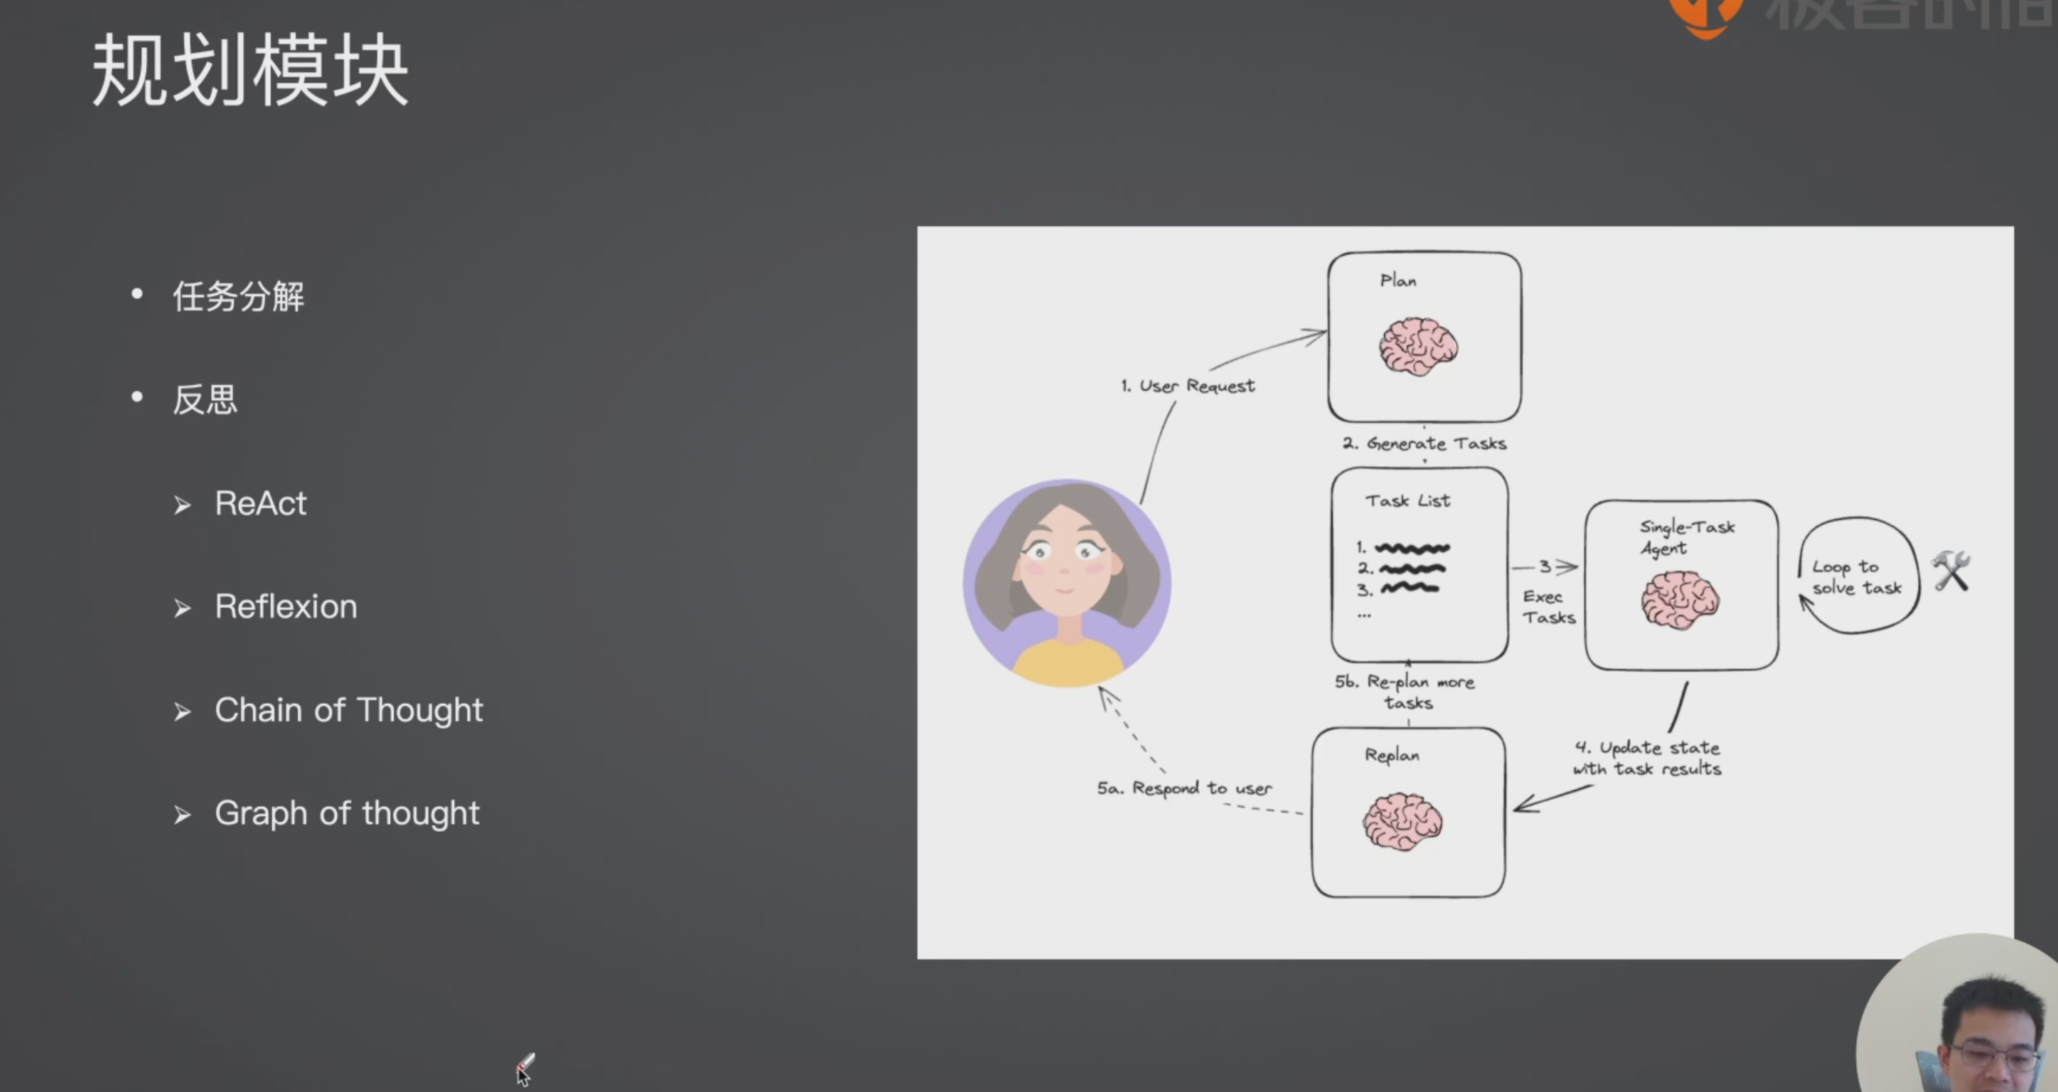 规划模块
任务分解
反思
ReAct
Reflexion
Chain of Thought
Graph of thought
Plan
1. User Request
2. Generate Tasks
Task List
1.
2.
3.
...
3
Exec
Tasks
Single-Task
Agent
Loop to
solve task
5b. Re-plan more
tasks
Replan
4. Update state
with task results
5a. Respond to user